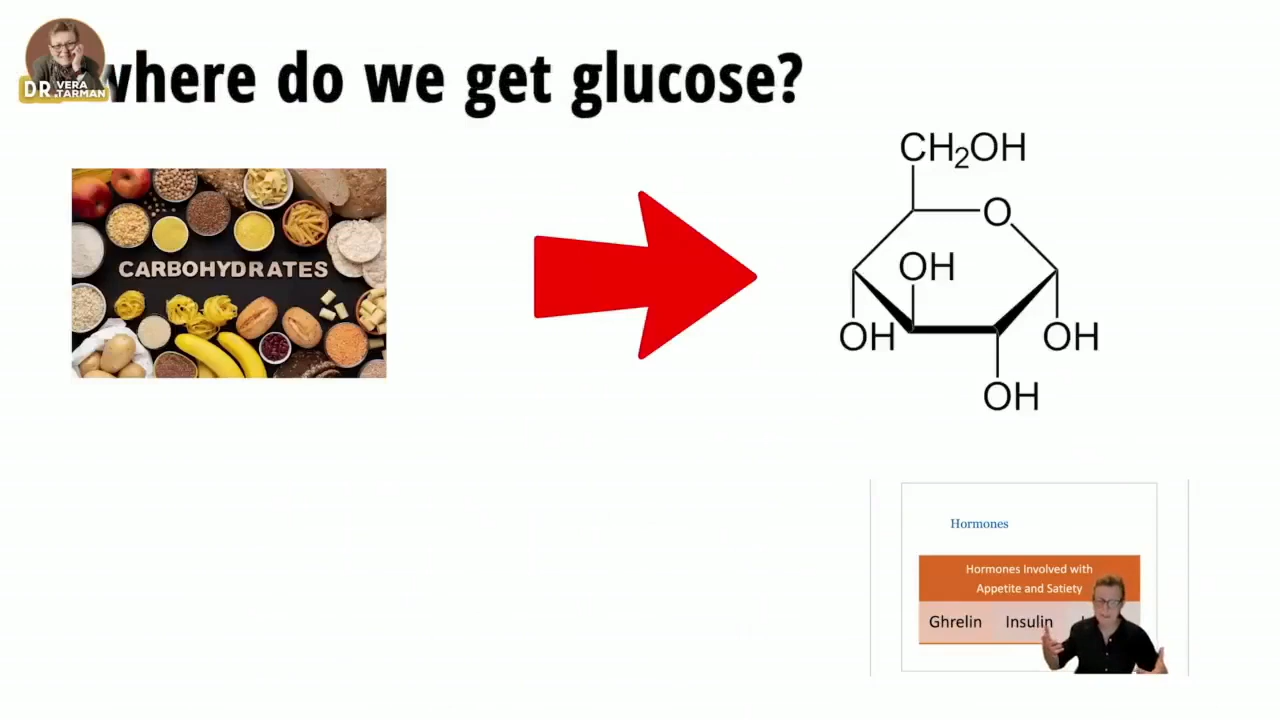 where do we get glucose?
DR. VERA
TARMAN
CARBOHYDRATES
CH₂OH
O
OH
OH
OH
OH
Hormones
Hormones Involved with
Appetite and Satiety
Ghrelin Insulin